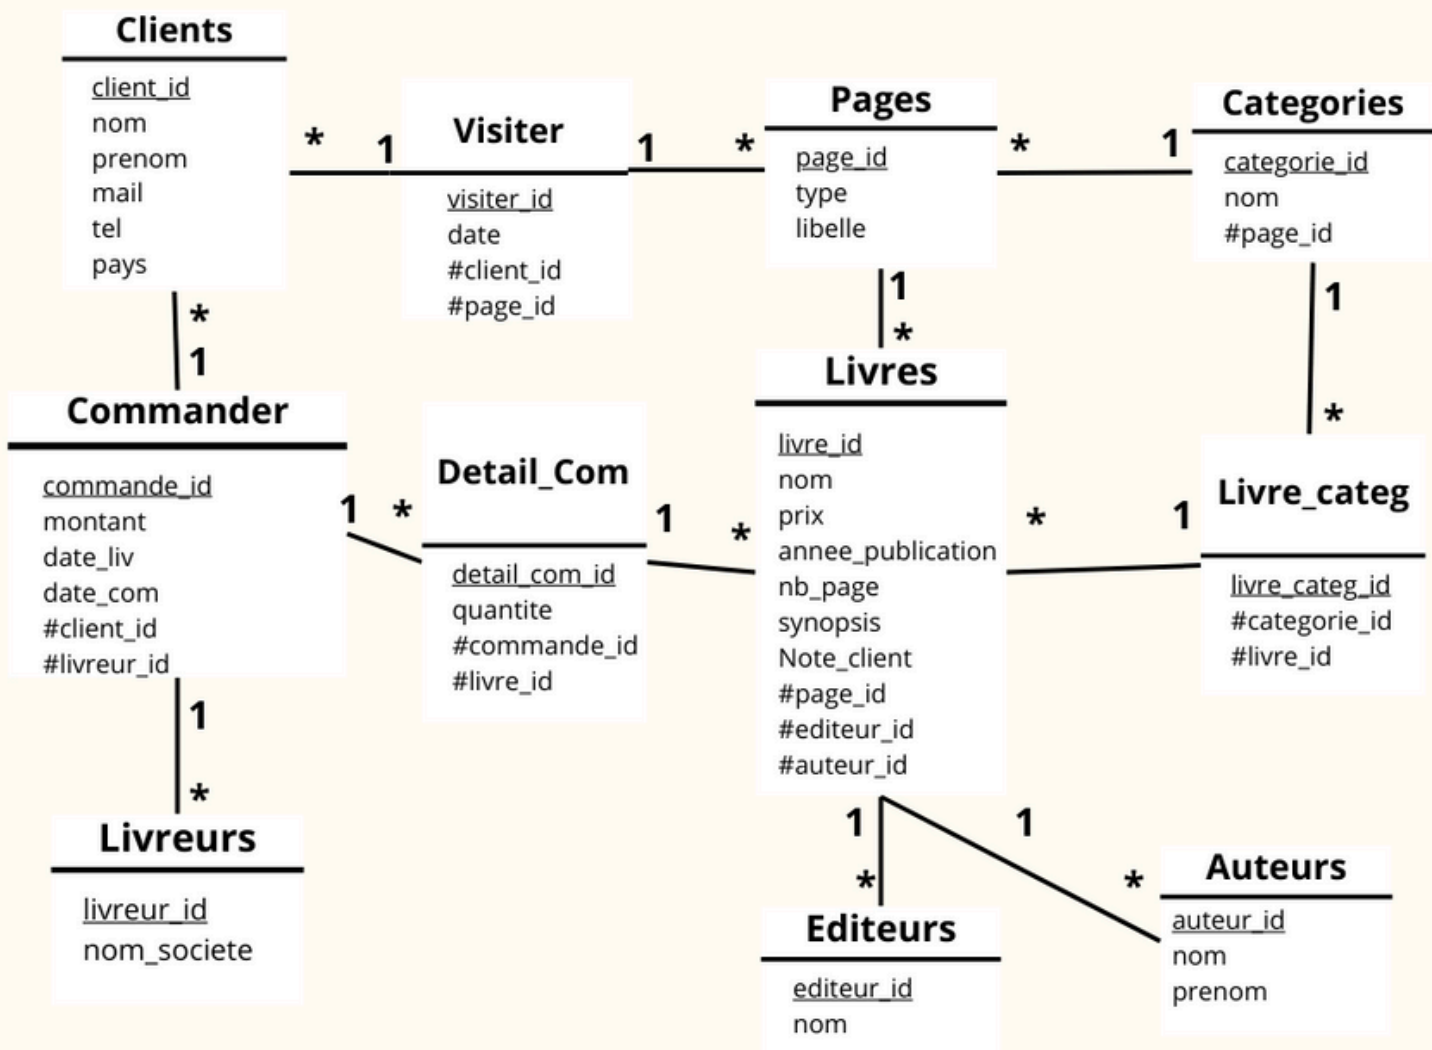 Clients
client_id
nom
prenom
mail
tel
pays
*
1
Visiter
visiter_id
date
#client_id
#page_id
1
*
Pages
page_id
type
libelle
*
1
Categories
categorie_id
nom
#page_id
*
1
1
*
1
*
Commander
commande_id
montant
date_liv
date_com
#client_id
#livreur_id
1
*
Detail_Com
detail_com_id
quantite
#commande_id
#livre_id
1
*
Livres
livre_id
nom
prix
annee_publication
nb_page
synopsis
Note_client
#page_id
#editeur_id
#auteur_id
*
1
Livre_categ
livre_categ_id
#categorie_id
#livre_id
1
*
Livreurs
livreur_id
nom_societe
1
*
Editeurs
editeur_id
nom
1
*
Auteurs
auteur_id
nom
prenom